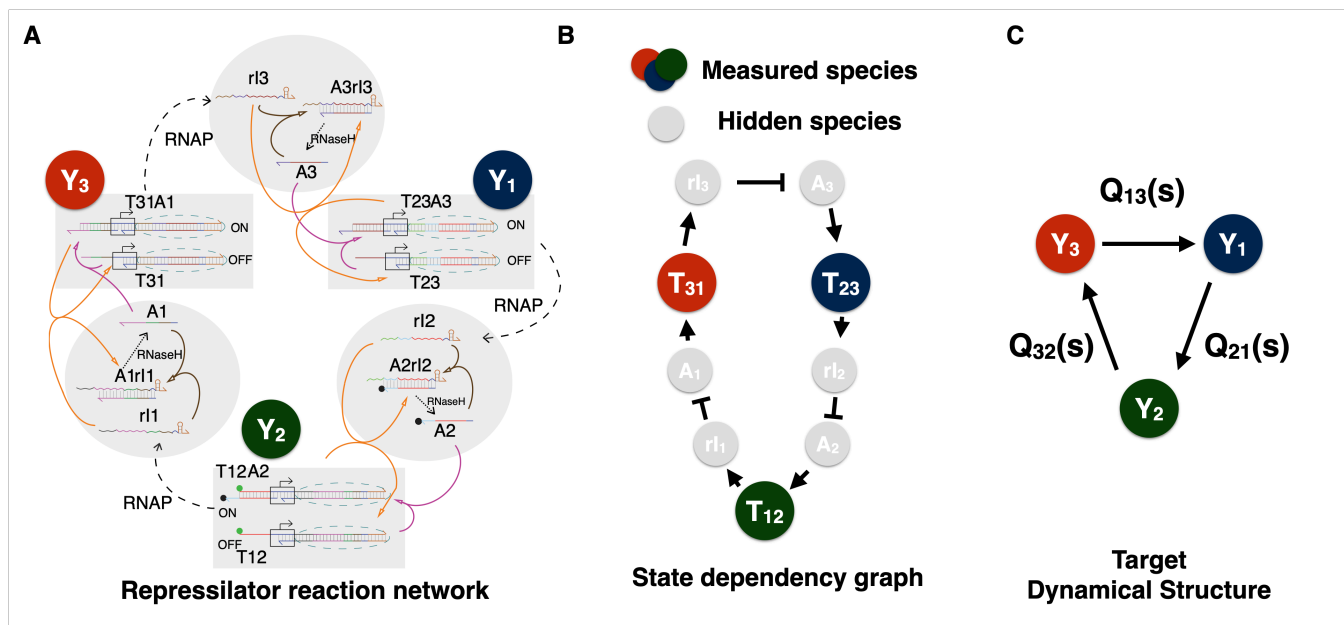 A
rI3
A3rI3
RNAP
RNaseH
A3
Y3
Y1
T31A1
ON
OFF
T31
T23A3
ON
OFF
T23
RNAP
A1
RNaseH
A1rI1
rI1
rI2
A2rI2
RNaseH
A2
Y2
T12A2
RNAP
ON
OFF
T12
Repressilator reaction network
B
Measured species
Hidden species
rI3
A3
T31
T23
A1
rI2
rI1
A2
T12
State dependency graph
C
Q13(s)
Y3
Y1
Q32(s)
Q21(s)
Y2
Target
Dynamical Structure